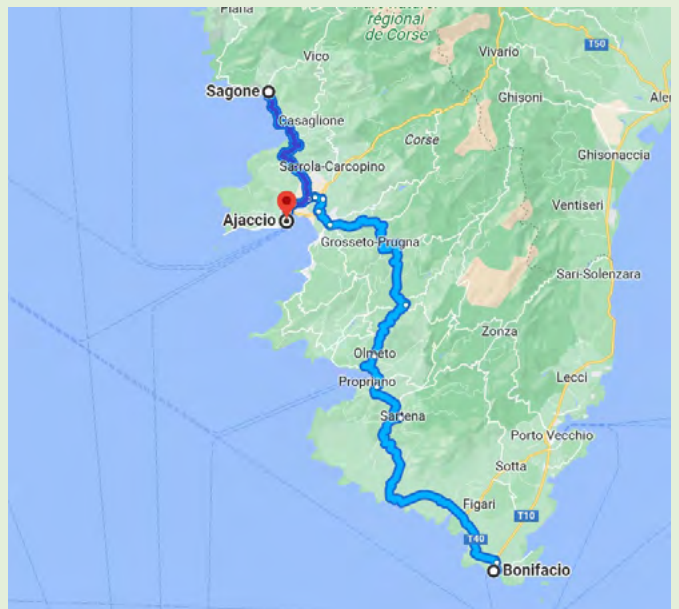 Piana
régional
de Corse
Vico
Vivario
T50
Sagone
Ghisoni
Casaglione
Corse
Ghisonaccia
Sarrola-Carcopino
Ajaccio
Ventiseri
Grosseto-Prugna
Sari-Solenzara
Zonza
Olmeto
Propriano
Lecci
Sartena
Porto Vecchio
Sotta
Figari
T10
T40
Bonifacio